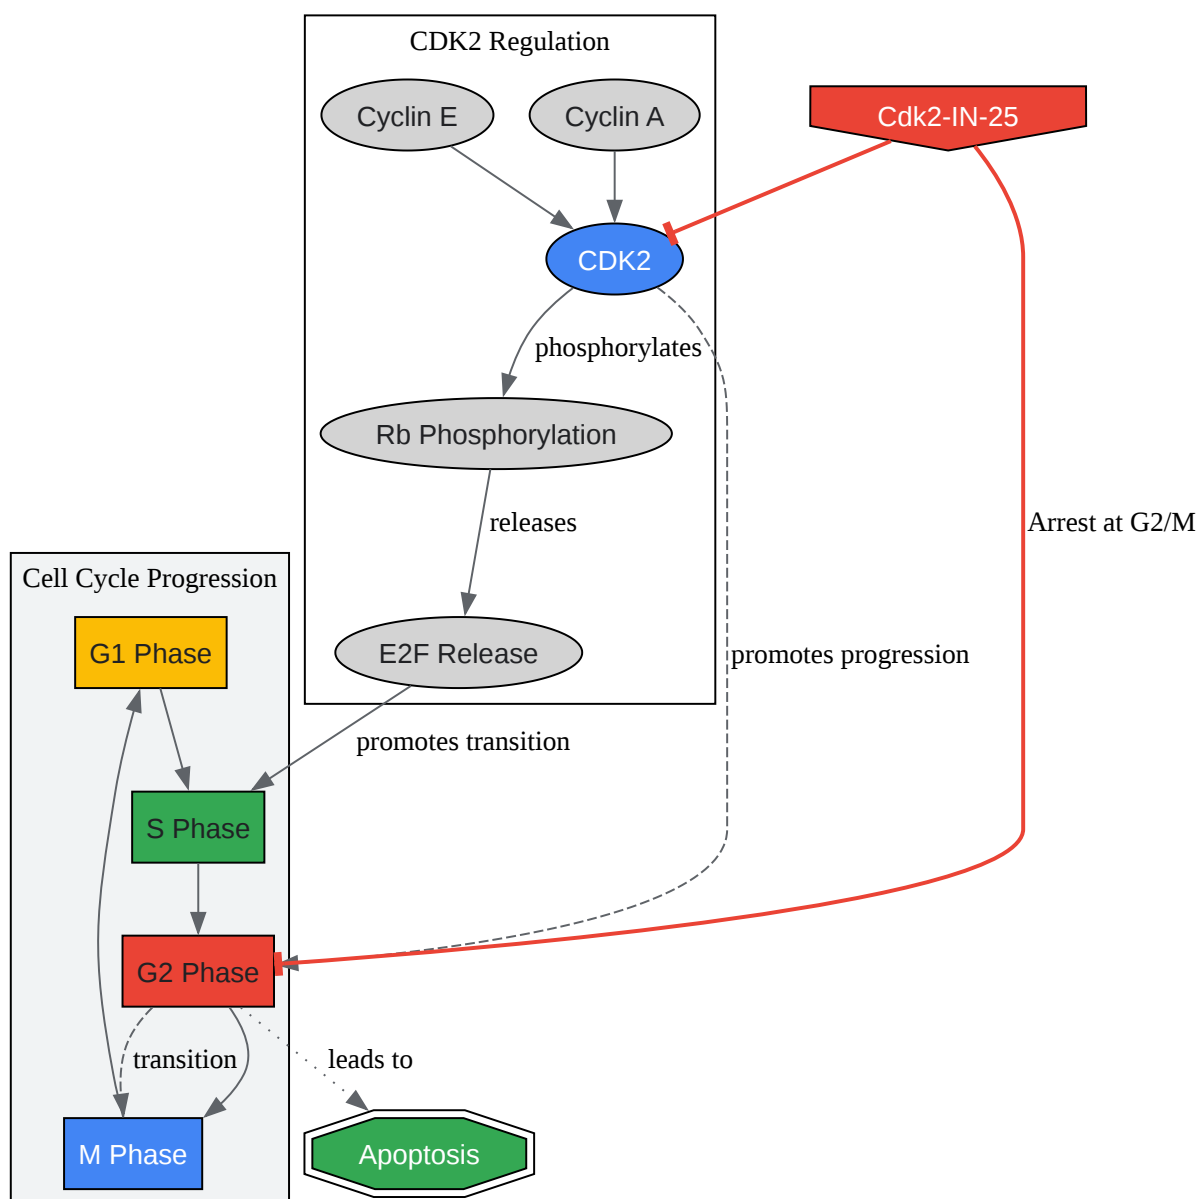 CDK2 Regulation
Cyclin E
Cyclin A
Cdk2-IN-25
CDK2
phosphorylates
Rb Phosphorylation
releases
Arrest at G2/M
Cell Cycle Progression
G1 Phase
E2F Release
promotes progression
promotes transition
S Phase
G2 Phase
transition
leads to
M Phase
Apoptosis